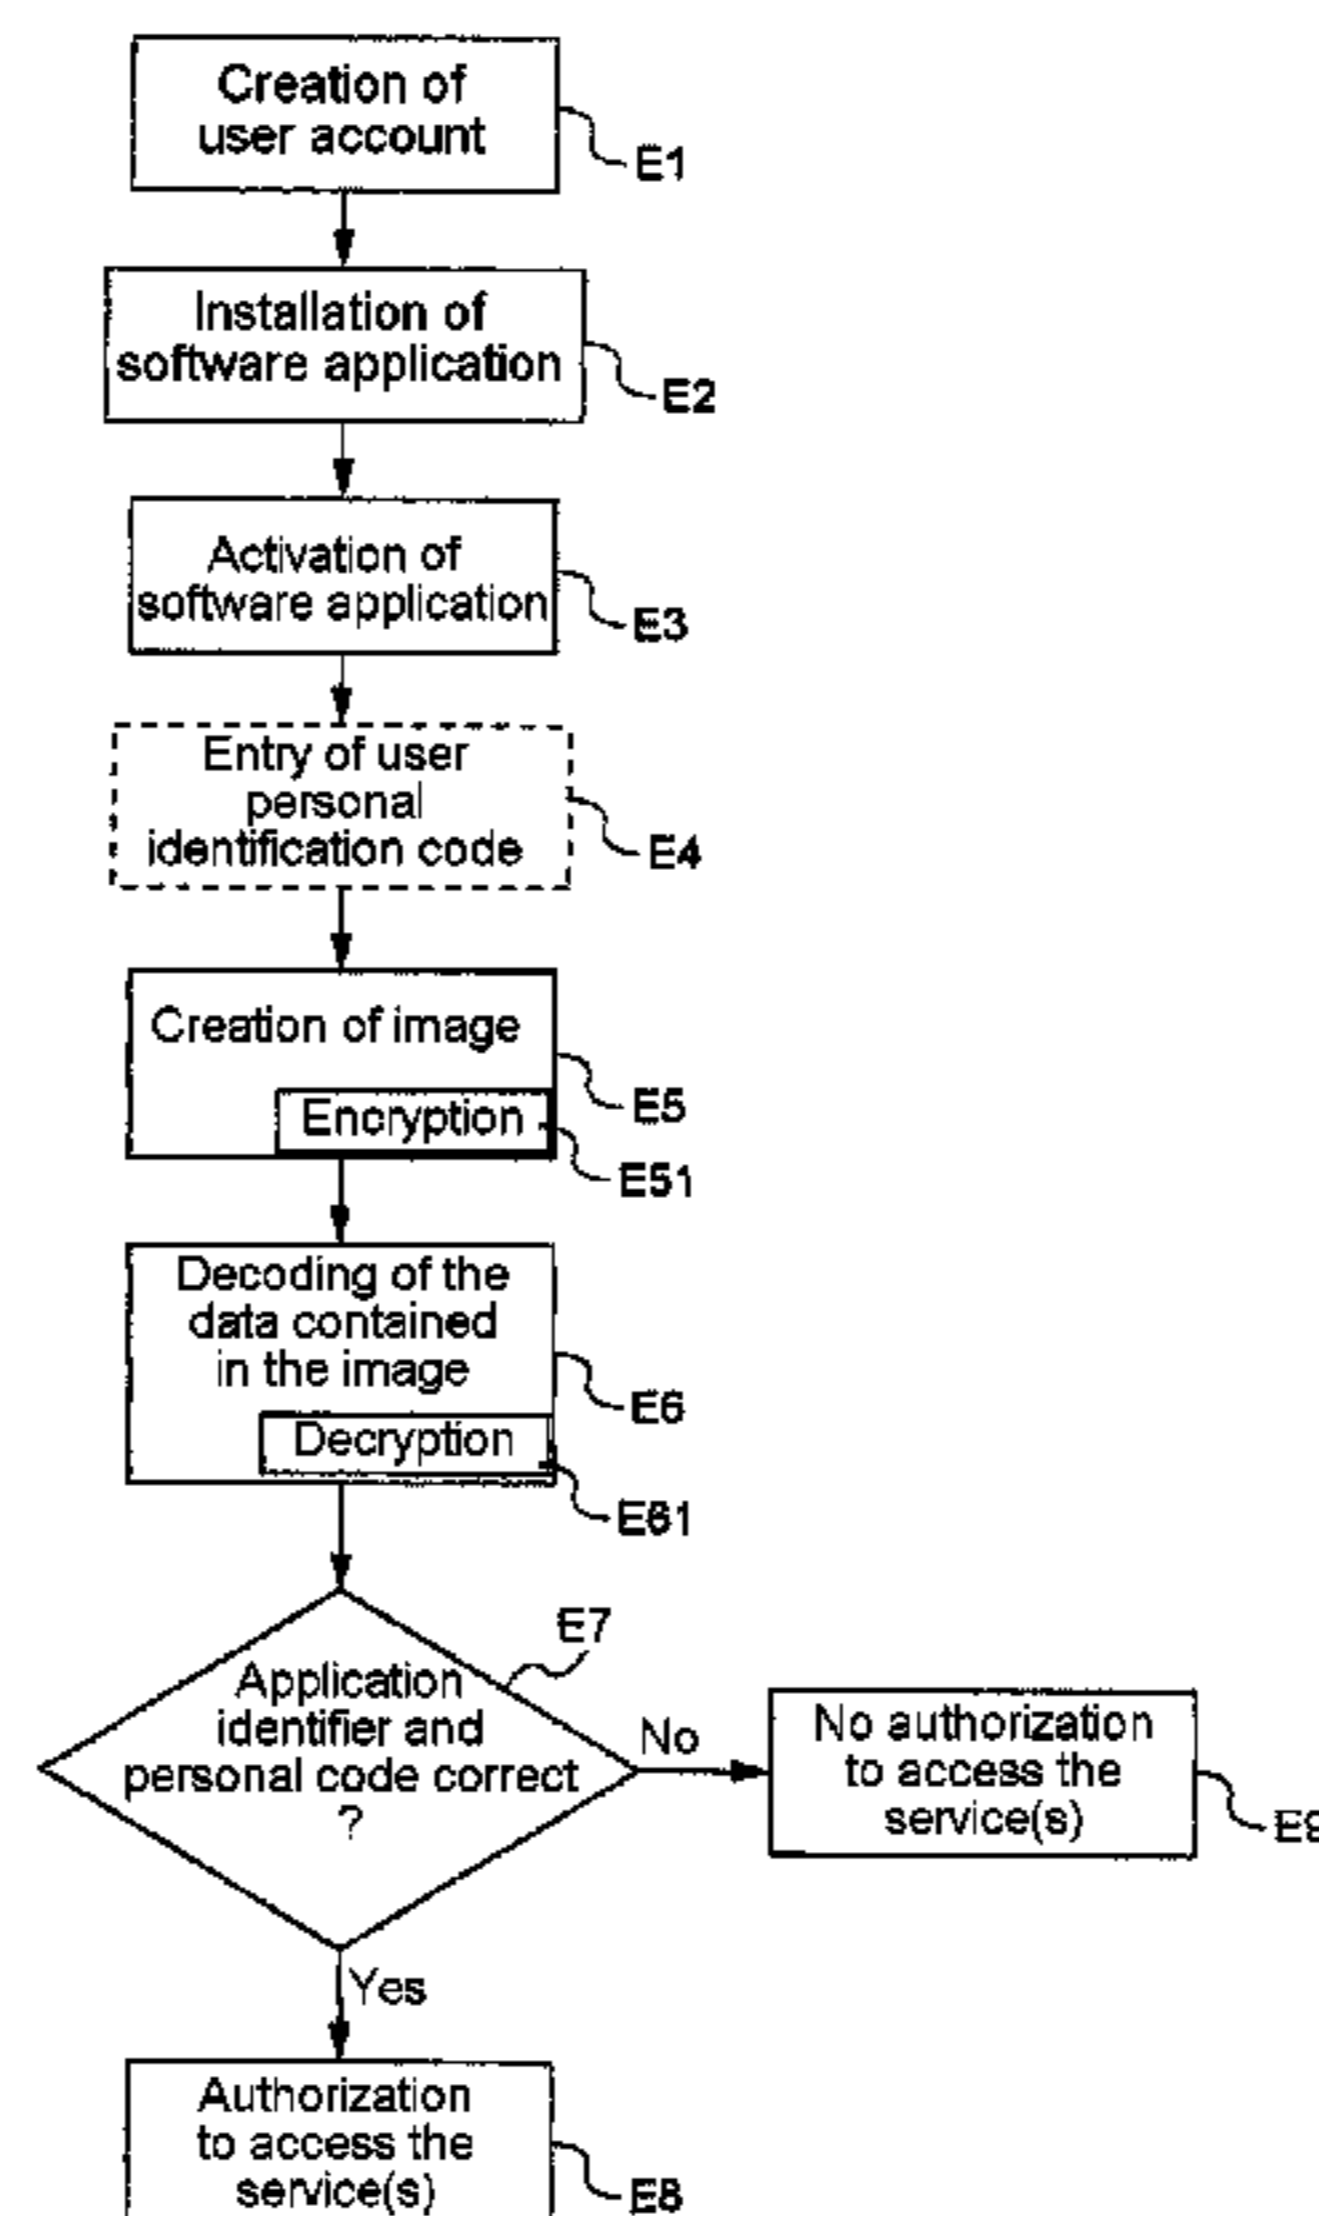 Creation of
user account
E1
Installation of
software application
E2
Activation of
software application
E3
Entry of user
personal
identification code
E4
Creation of image
E5
Encryption
E51
Decoding of the
data contained
in the image
E6
Decryption
E61
E7
Application
identifier and
personal code correct
?
No
No authorization
to access the
service(s)
E9
Yes
Authorization
to access the
service(s)
E8